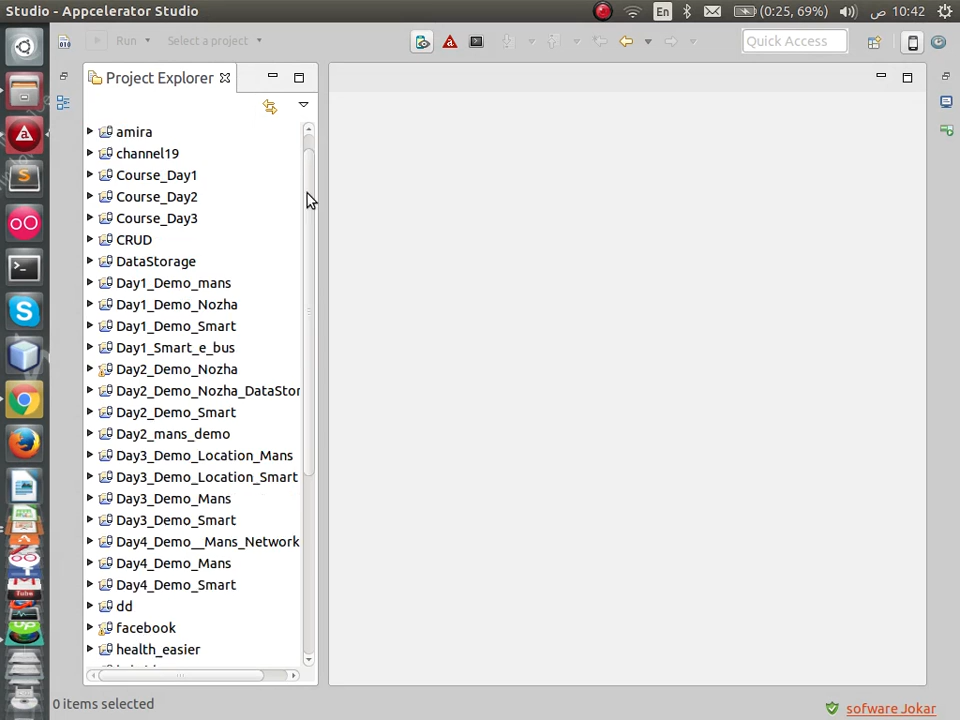 Studio - Appcelerator Studio
En
(0:25, 69%)
10:42 ص
Run
Select a project
Quick Access
Project Explorer
amira
channel19
Course_Day1
Course_Day2
Course_Day3
CRUD
DataStorage
Day1_Demo_mans
Day1_Demo_Nozha
Day1_Demo_Smart
Day1_Smart_e_bus
Day2_Demo_Nozha
Day2_Demo_Nozha_DataStor
Day2_Demo_Smart
Day2_mans_demo
Day3_Demo_Location_Mans
Day3_Demo_Location_Smart
Day3_Demo_Mans
Day3_Demo_Smart
Day4_Demo__Mans_Network
Day4_Demo_Mans
Day4_Demo_Smart
dd
facebook
health_easier
0 items selected
sofware Jokar